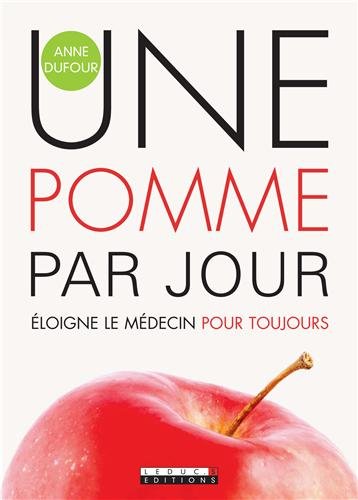 ANNE
DUFOUR
UNE
POMME
PAR JOUR
ÉLOIGNE LE MÉDECIN POUR TOUJOURS
LEDUC.S
EDITIONS